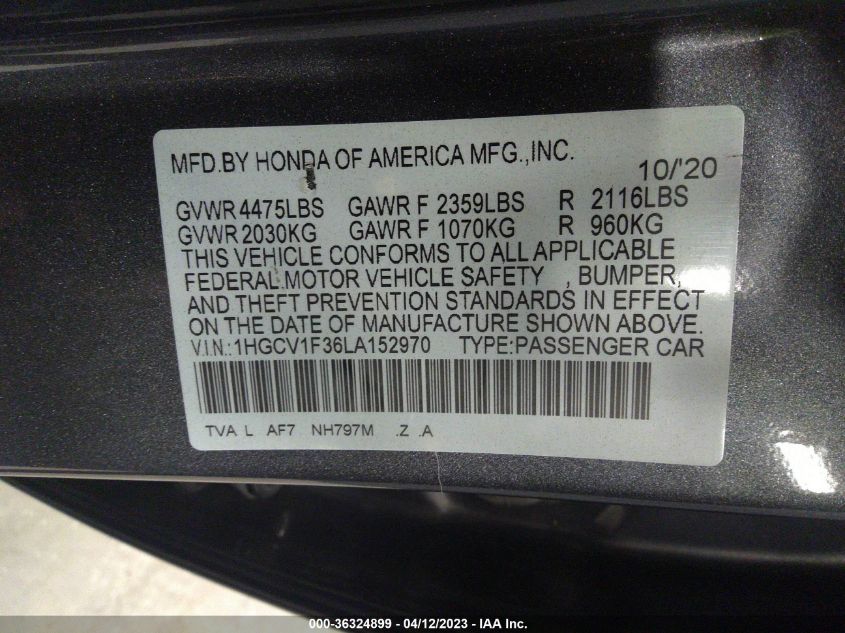 MFD.BY HONDA OF AMERICA MFG.,INC. 10/'20
GVWR 4475LBS GAWR F 2359LBS R 2116LBS
GVWR 2030KG GAWR F 1070KG R 960KG
THIS VEHICLE CONFORMS TO ALL APPLICABLE
FEDERAL MOTOR VEHICLE SAFETY , BUMPER,
AND THEFT PREVENTION STANDARDS IN EFFECT
ON THE DATE OF MANUFACTURE SHOWN ABOVE.
V.I.N.:1HGCV1F36LA152970 TYPE:PASSENGER CAR
TVA L AF7 NH797M .Z .A
000-36324899 - 04/12/2023 - IAA Inc.